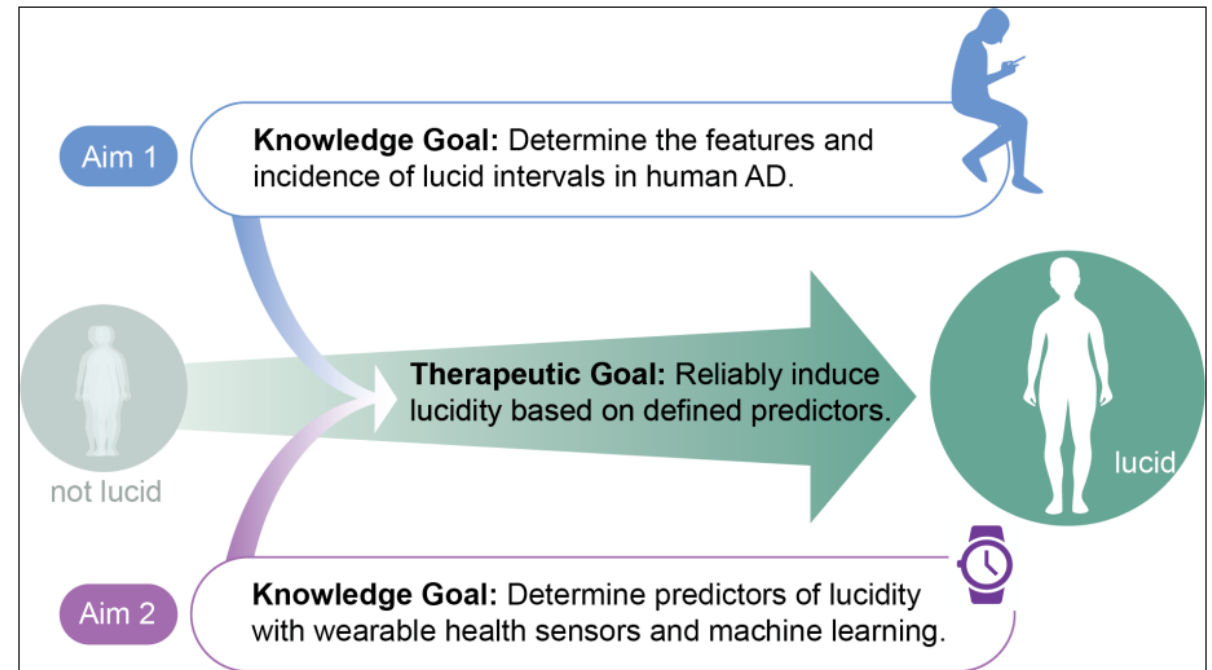 Aim 1
Knowledge Goal: Determine the features and
incidence of lucid intervals in human AD.
Therapeutic Goal: Reliably induce
lucidity based on defined predictors.
not lucid
lucid
Aim 2
Knowledge Goal: Determine predictors of lucidity
with wearable health sensors and machine learning.